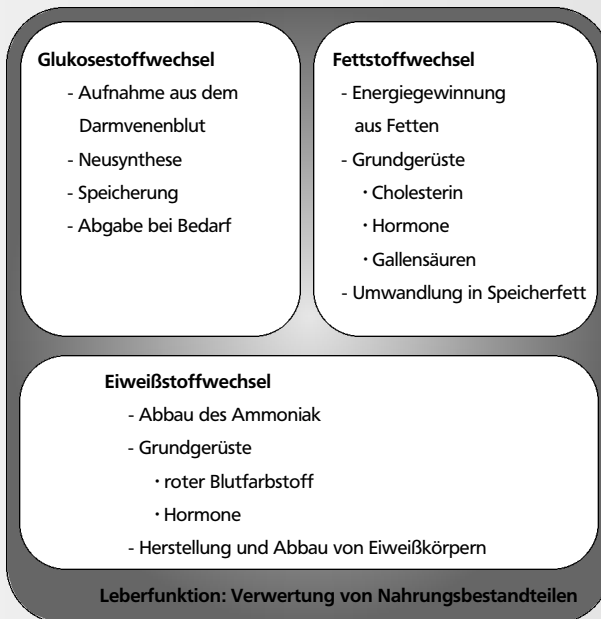 Glukosestoffwechsel
- Aufnahme aus dem
Darmvenenblut
- Neusynthese
- Speicherung
- Abgabe bei Bedarf
Fettstoffwechsel
- Energiegewinnung
aus Fetten
- Grundgerüste
· Cholesterin
· Hormone
· Gallensäuren
- Umwandlung in Speicherfett
Eiweißstoffwechsel
- Abbau des Ammoniak
- Grundgerüste
· roter Blutfarbstoff
· Hormone
- Herstellung und Abbau von Eiweißkörpern
Leberfunktion: Verwertung von Nahrungsbestandteilen